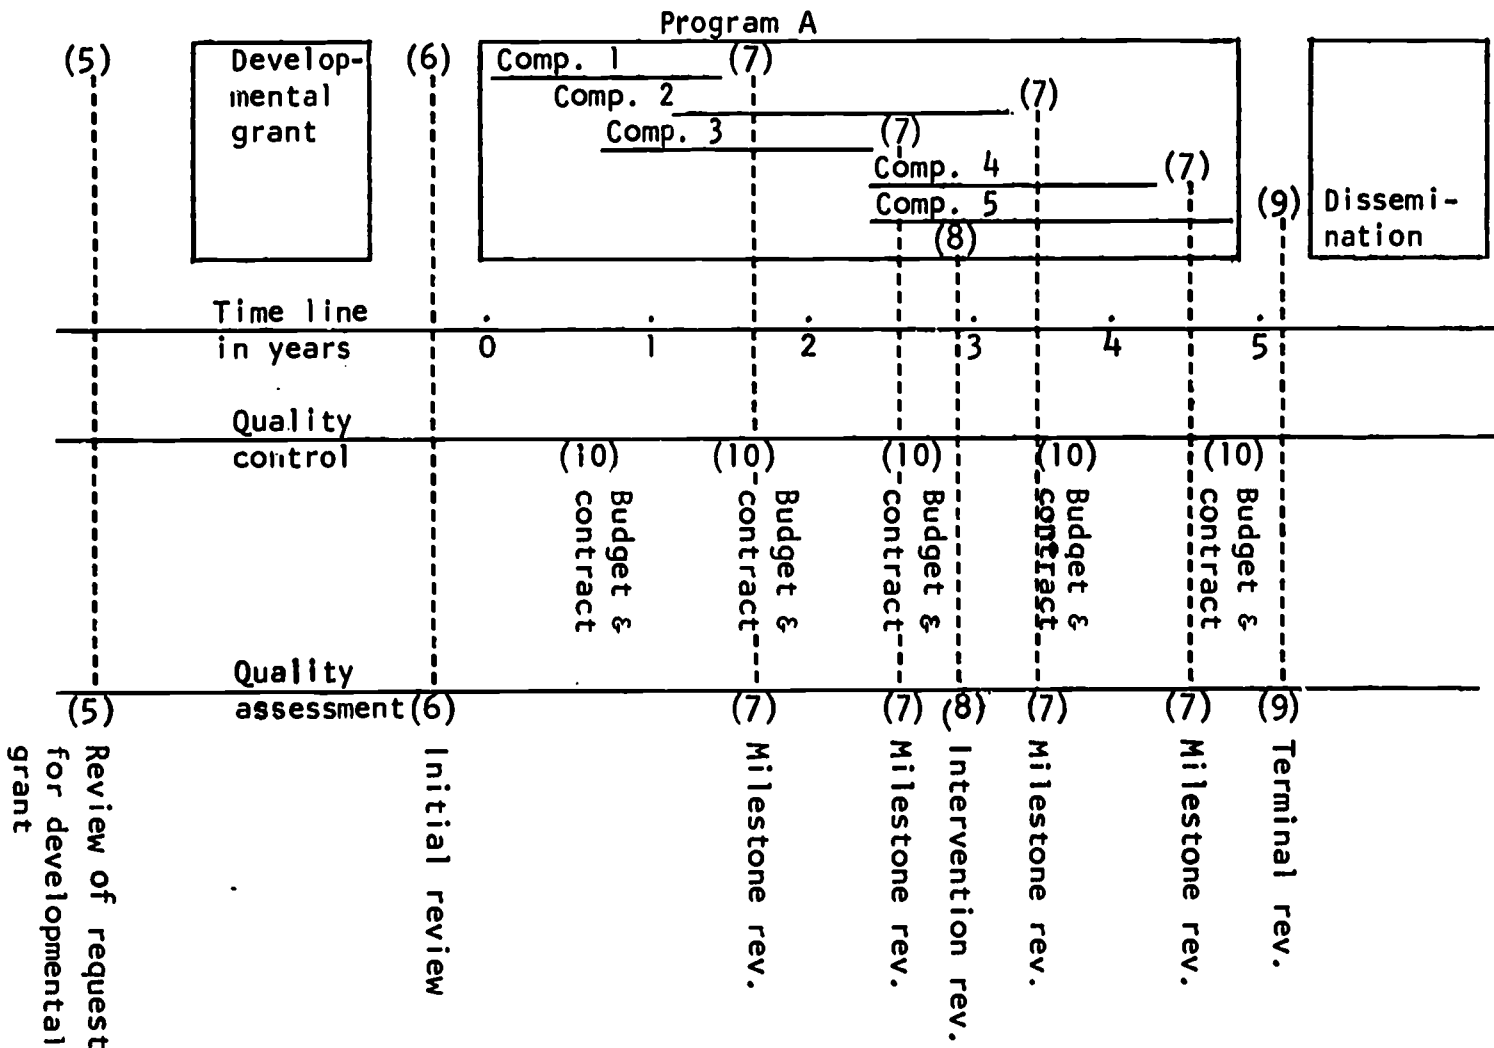 Program A
(5)
Develop-
mental
grant
(6)
Comp. 1
(7)
Comp. 2
(7)
Comp. 3
(7)
Comp. 4
(7)
Comp. 5
(8)
(9)
Dissemi-
nation
Time line
in years
0 1 2 3 4 5
Quality
control
(10) (10) (10) (10) (10)
Budget &
contract
Budget &
contract
Budget &
contract
Budget &
contract
Budget &
contract
Quality
assessment
(5) (6) (7) (7) (8) (7) (7) (9)
Review of request
for developmental
grant
Initial review
Milestone rev.
Milestone rev.
Intervention rev.
Milestone rev.
Milestone rev.
Terminal rev.